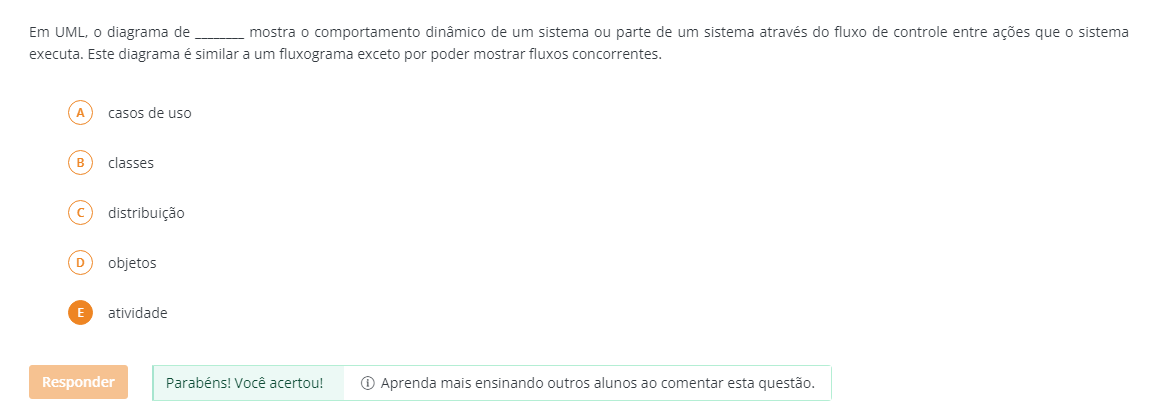 Em UML, o diagrama de ________ mostra o comportamento dinâmico de um sistema ou parte de um sistema através do fluxo de controle entre ações que o sistema
executa. Este diagrama é similar a um fluxograma exceto por poder mostrar fluxos concorrentes.
A casos de uso
B classes
C distribuição
D objetos
E atividade
Responder Parabéns! Você acertou! Aprenda mais ensinando outros alunos ao comentar esta questão.